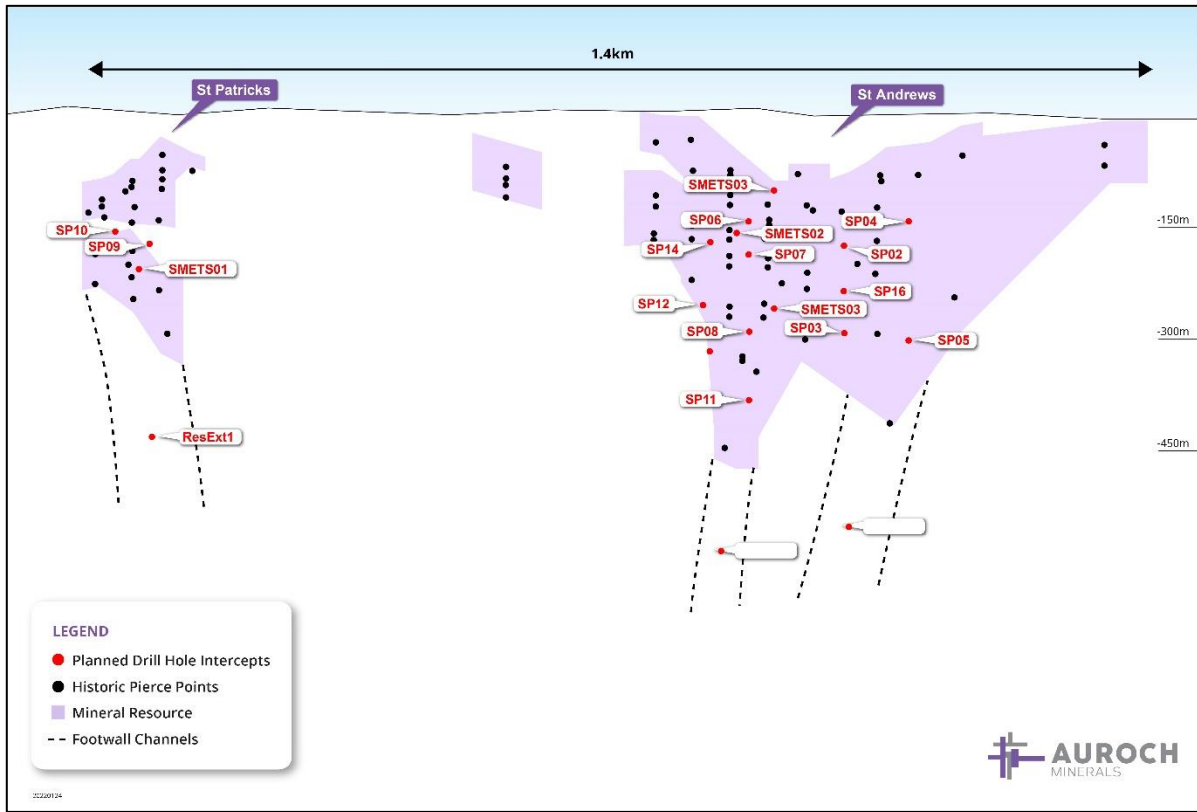 1.4km
St Patricks
St Andrews
SMETS03
-150m
SP06
SP04
SP10
SMETS02
SP09
SP14
SP02
SP07
SMETS01
SP16
SP12
SMETS03
SP08
SP03
SP05
-300m
SP11
ResExt1
-450m
LEGEND
Planned Drill Hole Intercepts
Historic Pierce Points
Mineral Resource
Footwall Channels
AUROCH
MINERALS
20220124